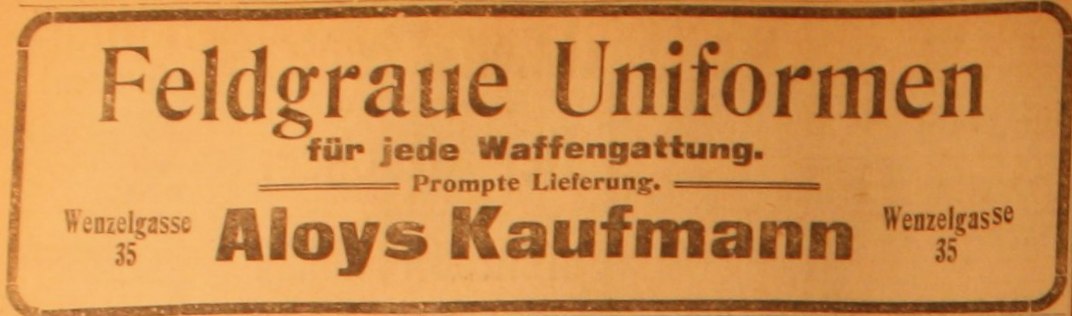 Feldgraue Uniformen
für jede Waffengattung.
Prompte Lieferung.
Wenzelgasse
35
Aloys Kaufmann
Wenzelgasse
35